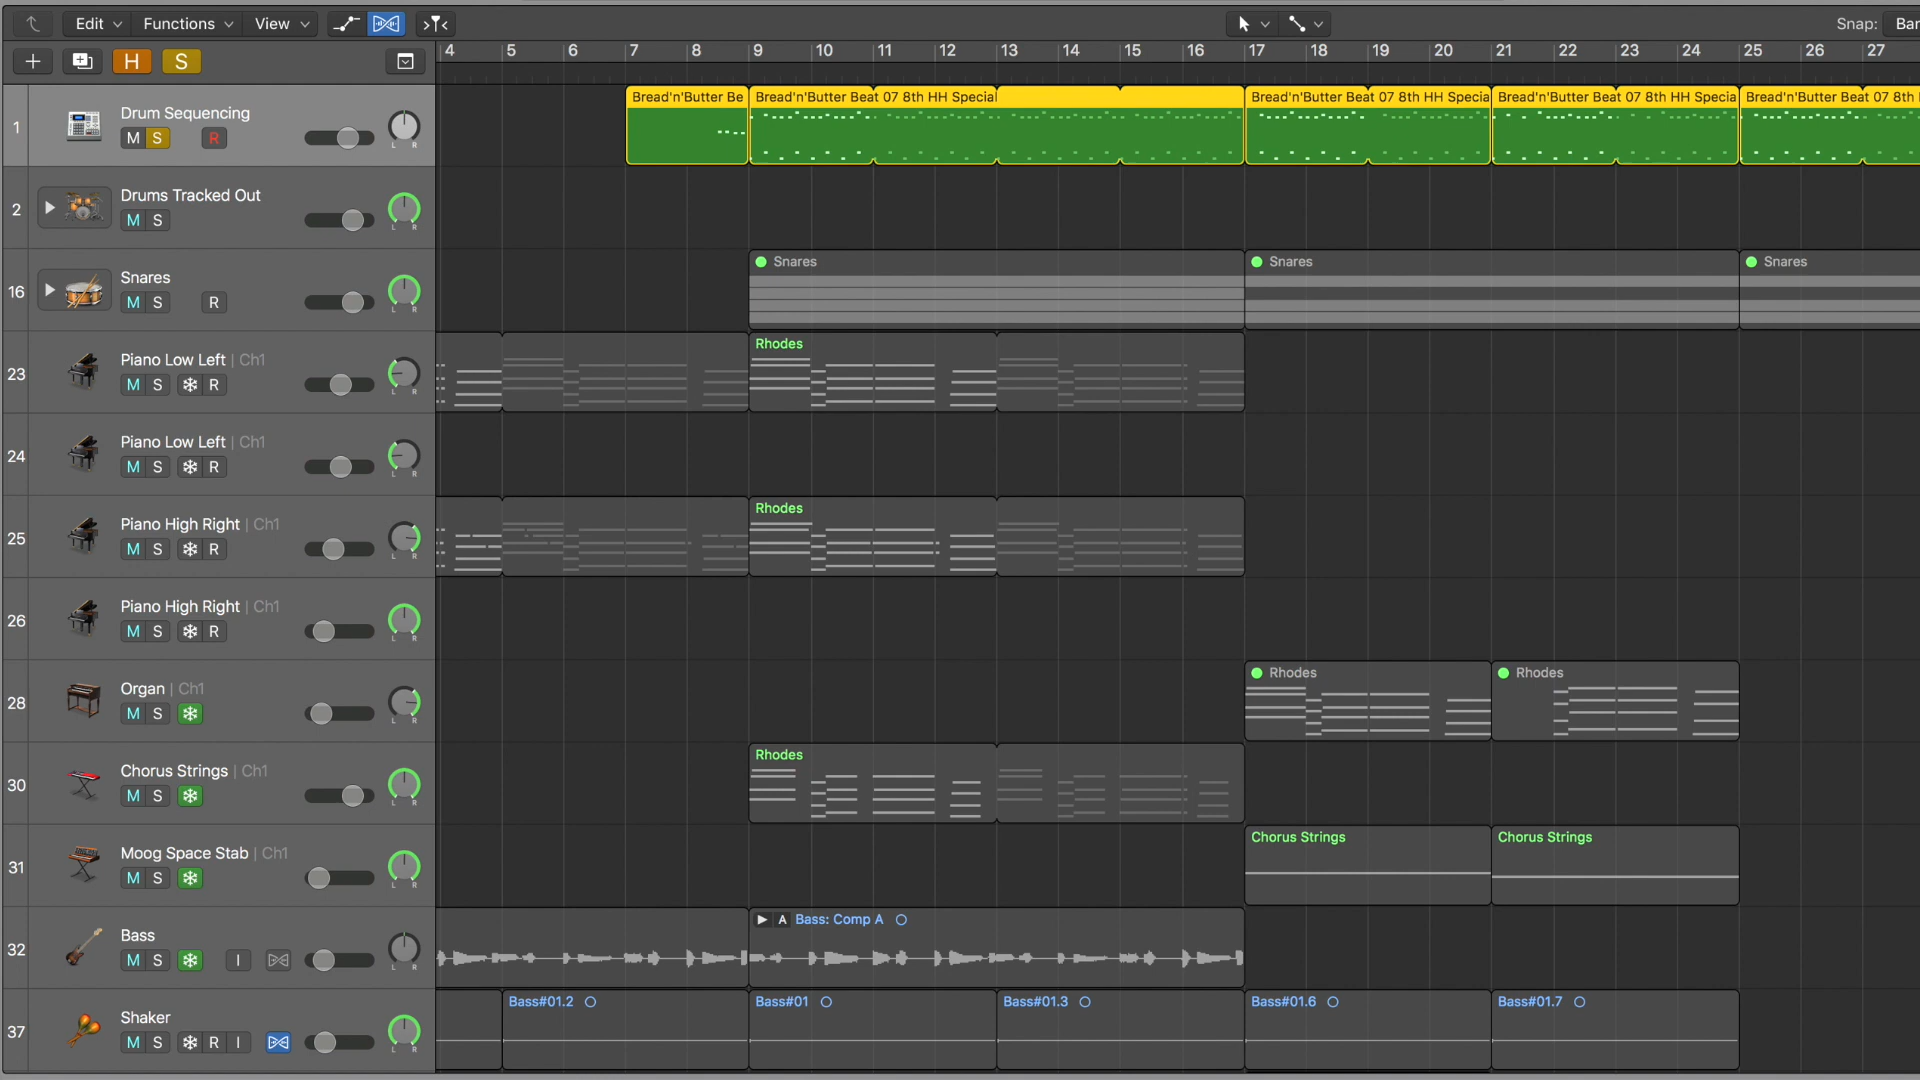 Edit Functions View Snap: Bar
4 5 6 7 8 9 10 11 12 13 14 15 16 17 18 19 20 21 22 23 24 25 26 27
H S
1 Drum Sequencing Bread'n'Butter Be Bread'n'Butter Beat 07 8th HH Special Bread'n'Butter Beat 07 8th HH Specia Bread'n'Butter Beat 07 8th HH Specia Bread'n'Butter Beat 07 8th
M S R L R
2 Drums Tracked Out
M S L R
16 Snares Snares Snares Snares
M S R L R
23 Piano Low Left | Ch1 Rhodes
M S R L R
24 Piano Low Left | Ch1
M S R L R
25 Piano High Right | Ch1 Rhodes
M S R L R
26 Piano High Right | Ch1
M S R L R
28 Organ | Ch1 Rhodes Rhodes
M S L R
30 Chorus Strings | Ch1 Rhodes
M S L R
31 Moog Space Stab | Ch1 Chorus Strings Chorus Strings
M S L R
32 Bass A Bass: Comp A
M S I L R
37 Shaker Bass#01.2 Bass#01 Bass#01.3 Bass#01.6 Bass#01.7
M S R I L R